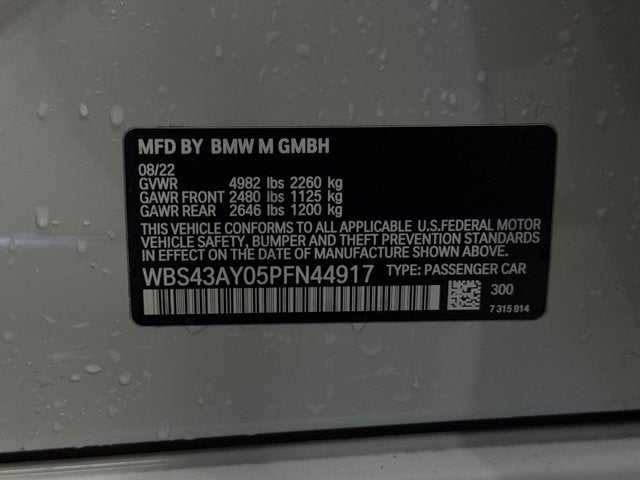 MFD BY BMW M GMBH
08/22
GVWR 4982 lbs 2260 kg
GAWR FRONT 2480 lbs 1125 kg
GAWR REAR 2646 lbs 1200 kg
THIS VEHICLE CONFORMS TO ALL APPLICABLE U.S.FEDERAL MOTOR
VEHICLE SAFETY, BUMPER AND THEFT PREVENTION STANDARDS
IN EFFECT ON THE DATE OF MANUFACTURE SHOWN ABOVE.
WBS43AY05PFN44917 TYPE: PASSENGER CAR
300
7 315 814